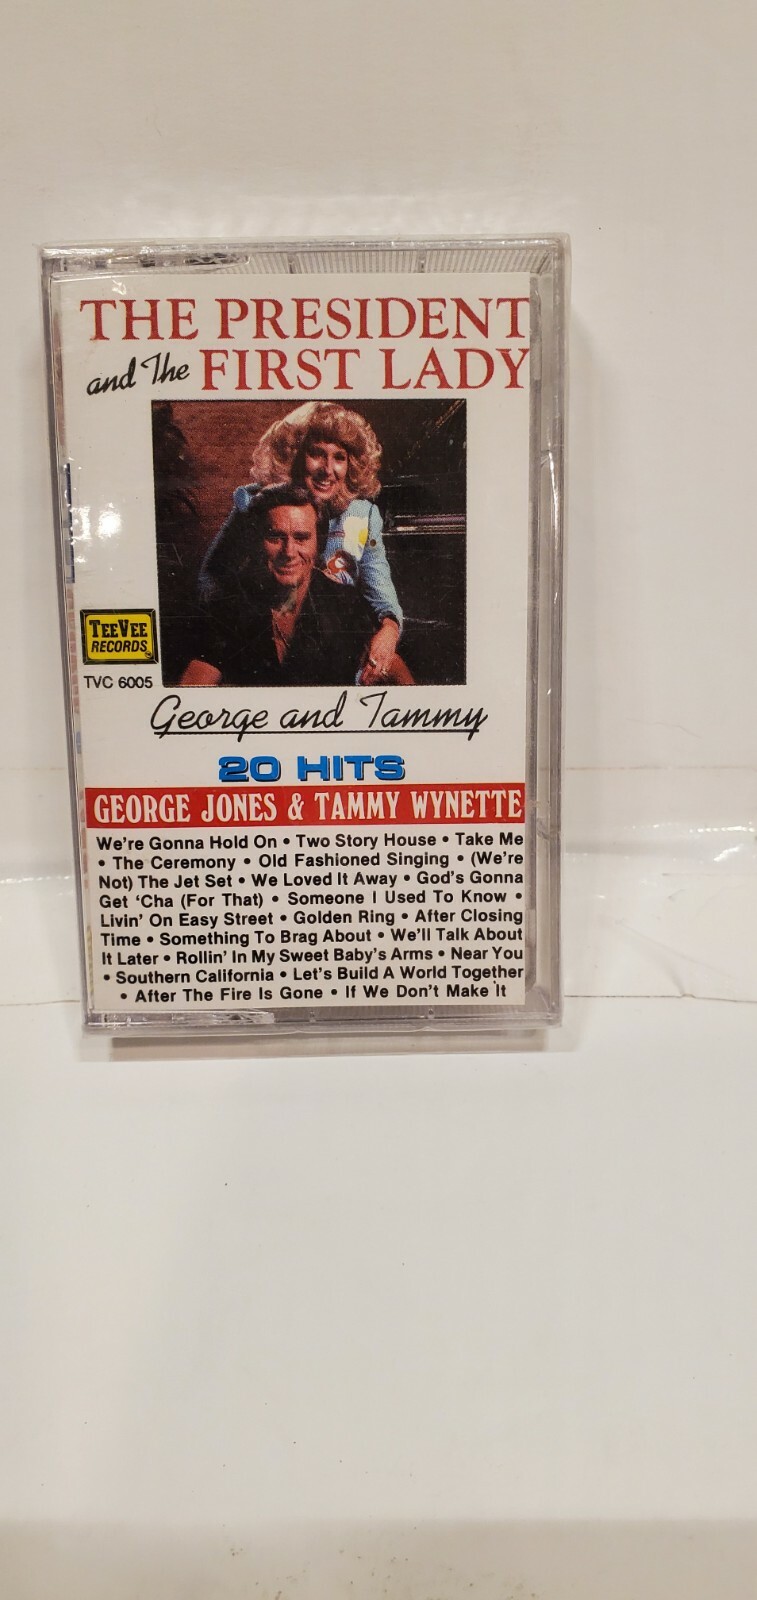 THE PRESIDENT
and The FIRST LADY
TEEVEE
RECORDS
TVC 6005
George and Tammy
20 HITS
GEORGE JONES & TAMMY WYNETTE
We're Gonna Hold On • Two Story House • Take Me
• The Ceremony • Old Fashioned Singing • (We're
Not) The Jet Set • We Loved It Away • God's Gonna
Get 'Cha (For That) • Someone I Used To Know •
Livin' On Easy Street • Golden Ring • After Closing
Time • Something To Brag About • We'll Talk About
It Later • Rollin' In My Sweet Baby's Arms • Near You
• Southern California • Let's Build A World Together
• After The Fire Is Gone • If We Don't Make It